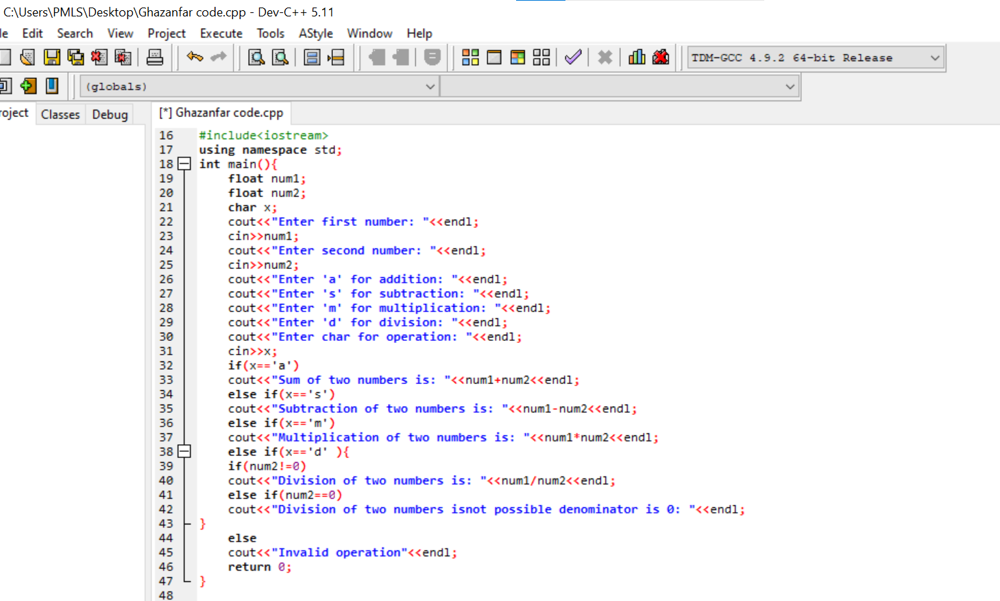 C:\Users\PMLS\Desktop\Ghazanfar code.cpp - Dev-C++ 5.11
le Edit Search View Project Execute Tools AStyle Window Help
TDM-GCC 4.9.2 64-bit Release
(globals)
roject Classes Debug [*] Ghazanfar code.cpp
16 #include<iostream>
17 using namespace std;
18 int main(){
19 float num1;
20 float num2;
21 char x;
22 cout<<"Enter first number: "<<endl;
23 cin>>num1;
24 cout<<"Enter second number: "<<endl;
25 cin>>num2;
26 cout<<"Enter 'a' for addition: "<<endl;
27 cout<<"Enter 's' for subtraction: "<<endl;
28 cout<<"Enter 'm' for multiplication: "<<endl;
29 cout<<"Enter 'd' for division: "<<endl;
30 cout<<"Enter char for operation: "<<endl;
31 cin>>x;
32 if(x=='a')
33 cout<<"Sum of two numbers is: "<<num1+num2<<endl;
34 else if(x=='s')
35 cout<<"Subtraction of two numbers is: "<<num1-num2<<endl;
36 else if(x=='m')
37 cout<<"Multiplication of two numbers is: "<<num1*num2<<endl;
38 else if(x=='d' ){
39 if(num2!=0)
40 cout<<"Division of two numbers is: "<<num1/num2<<endl;
41 else if(num2==0)
42 cout<<"Division of two numbers isnot possible denominator is 0: "<<endl;
43 }
44 else
45 cout<<"Invalid operation"<<endl;
46 return 0;
47 }
48